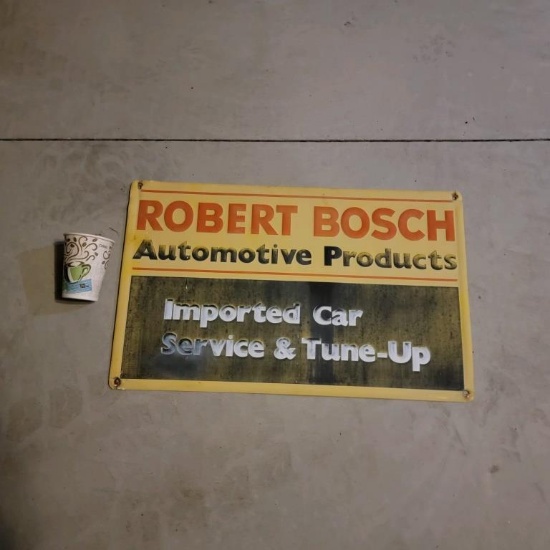 ROBERT BOSCH
Automotive Products
Imported Car
Service & Tune-Up